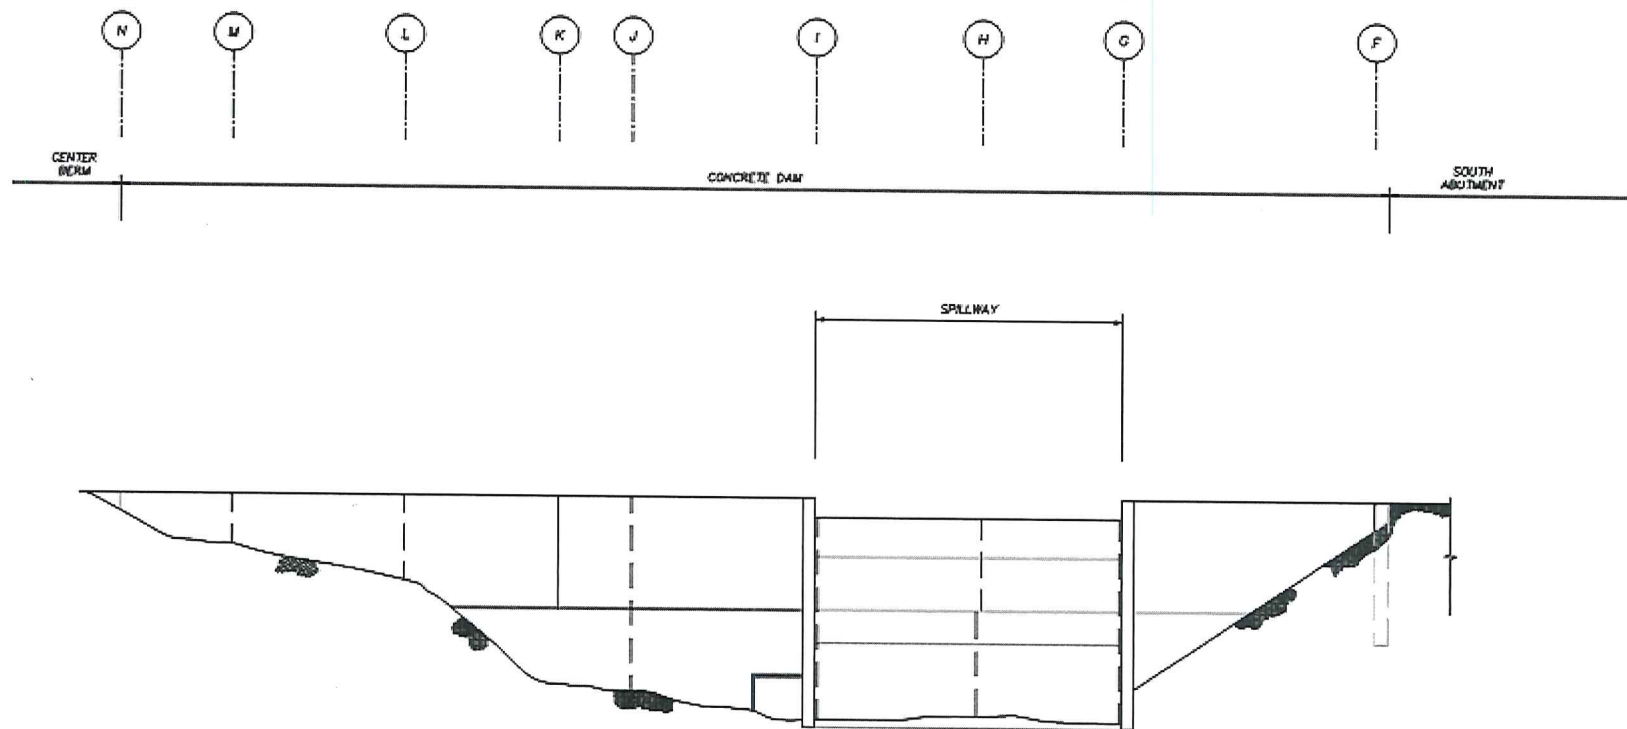 N M L K J I H G F
CENTER
BERM
CONCRETE DAM
SOUTH
ABUTMENT
SPILLWAY